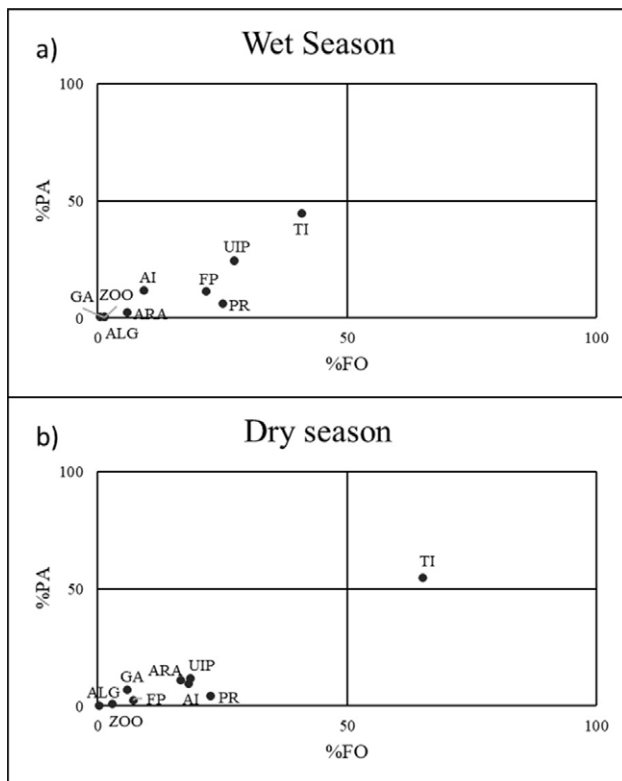 a)
Wet Season
100
%PA
50
TI
UIP
AI
FP
GA
ZOO
PR
ARA
0
ALG
0
50
100
%FO
b)
Dry season
100
%PA
TI
50
ARA
UIP
GA
ALG
FP
AI
PR
0
ZOO
0
50
100
%FO